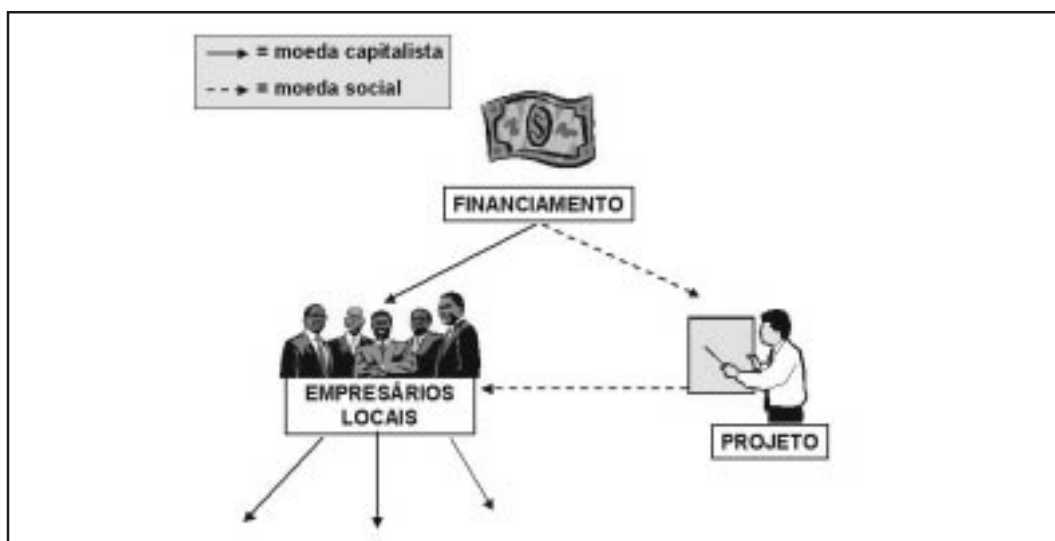 = moeda capitalista
= moeda social
FINANCIAMENTO
EMPRESÁRIOS
LOCAIS
PROJETO